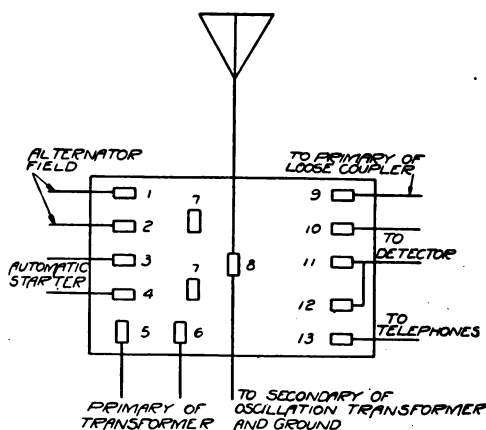 ALTERNATOR
FIELD
TO PRIMARY OF
LOOSE COUPLER
1
7
9
2
10
TO
DETECTOR
3
7
8
11
AUTOMATIC
STARTER
4
12
5
6
13
TO
TELEPHONES
PRIMARY OF
TRANSFORMER
TO SECONDARY OF
OSCILLATION TRANSFORMER
AND GROUND